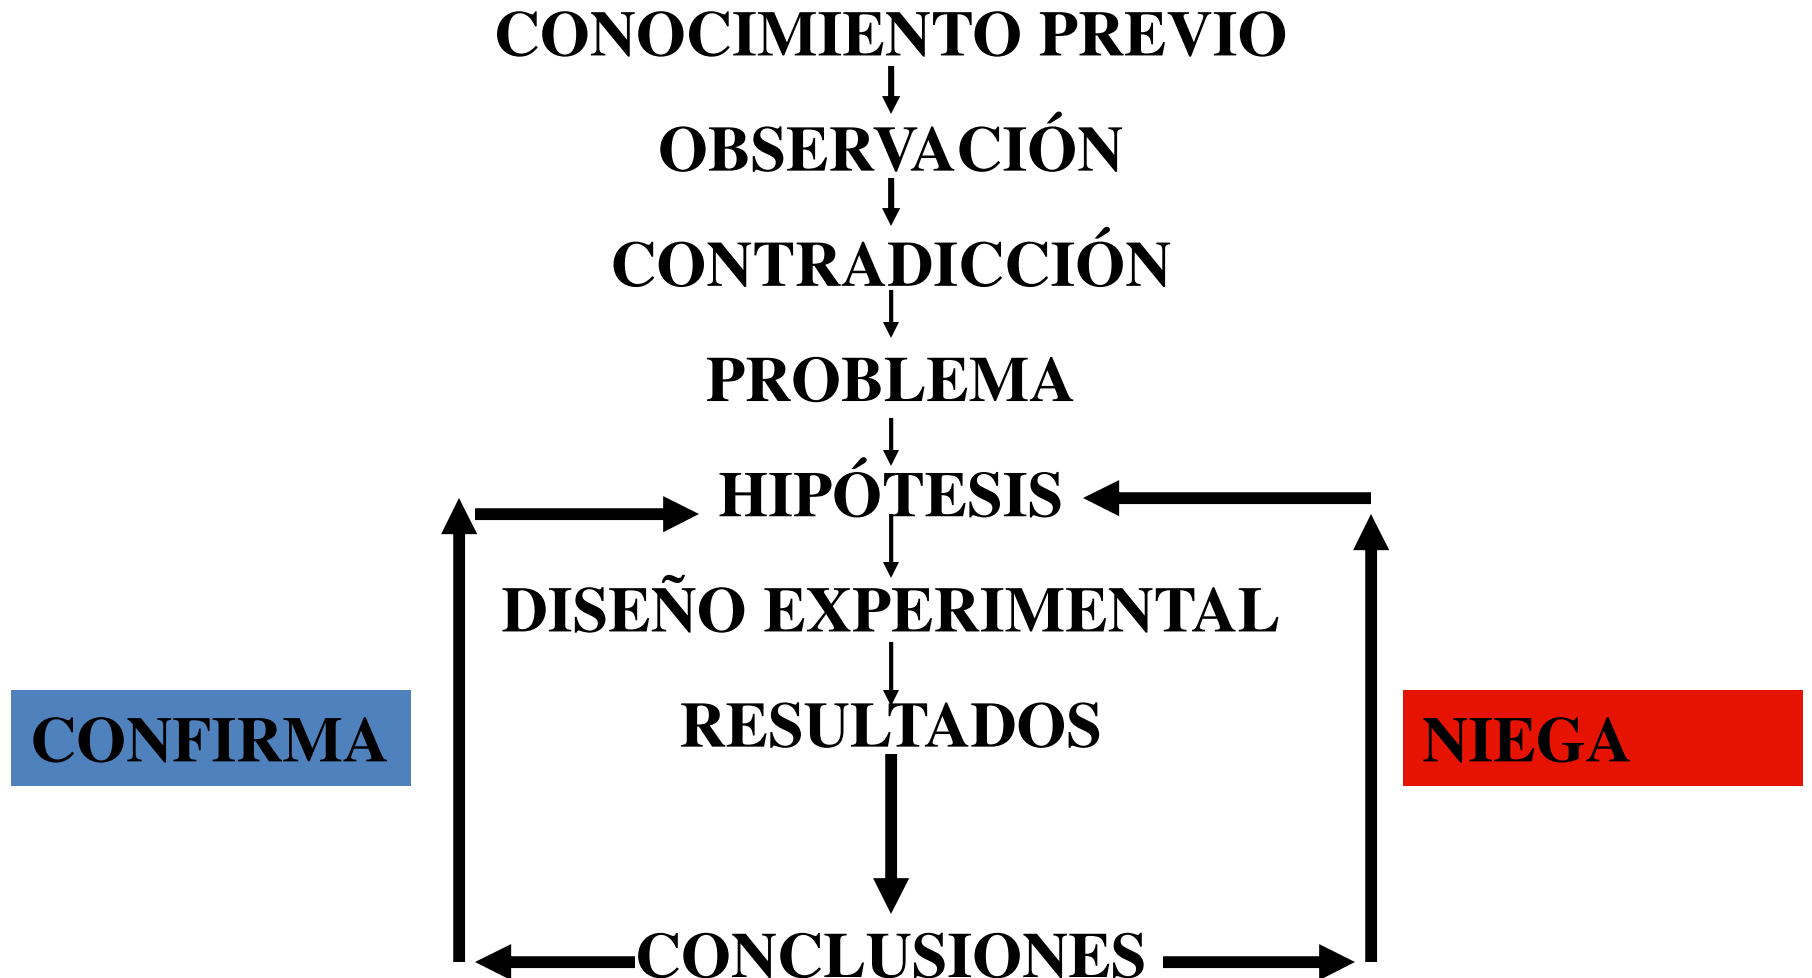 CONOCIMIENTO PREVIO
OBSERVACIÓN
CONTRADICCIÓN
PROBLEMA
HIPÓTESIS
DISEÑO EXPERIMENTAL
RESULTADOS
CONFIRMA
NIEGA
CONCLUSIONES